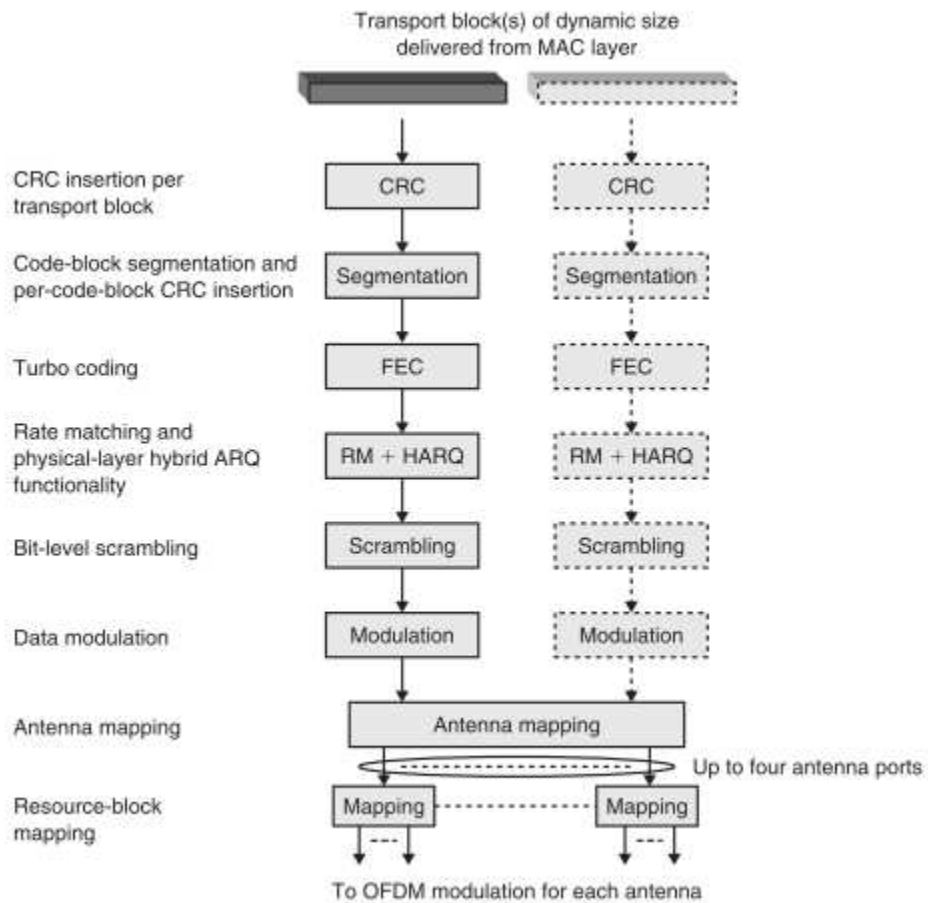 Transport block(s) of dynamic size
delivered from MAC layer
CRC insertion per
transport block
CRC
CRC
Code-block segmentation and
per-code-block CRC insertion
Segmentation
Segmentation
Turbo coding
FEC
FEC
Rate matching and
physical-layer hybrid ARQ
functionality
RM + HARQ
RM + HARQ
Bit-level scrambling
Scrambling
Scrambling
Data modulation
Modulation
Modulation
Antenna mapping
Antenna mapping
Up to four antenna ports
Resource-block
mapping
Mapping
Mapping
To OFDM modulation for each antenna